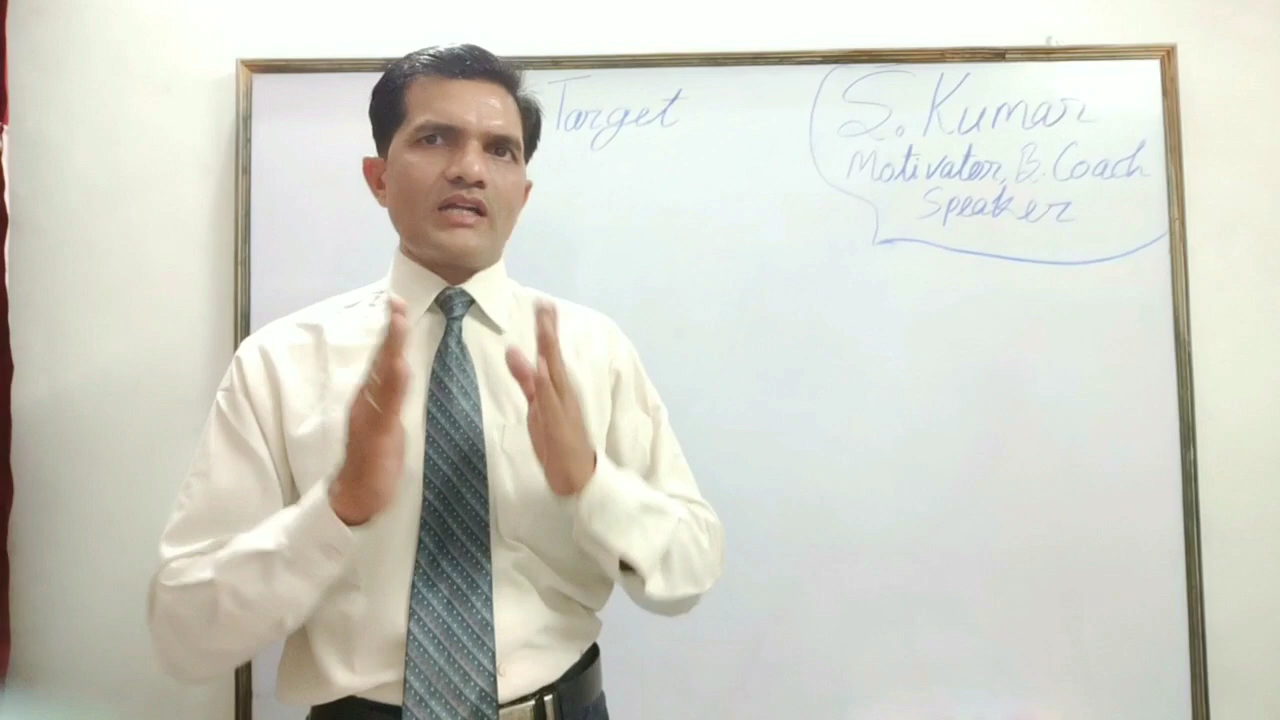 Target
S. Kumar
Motivator, B. Coach
Speaker